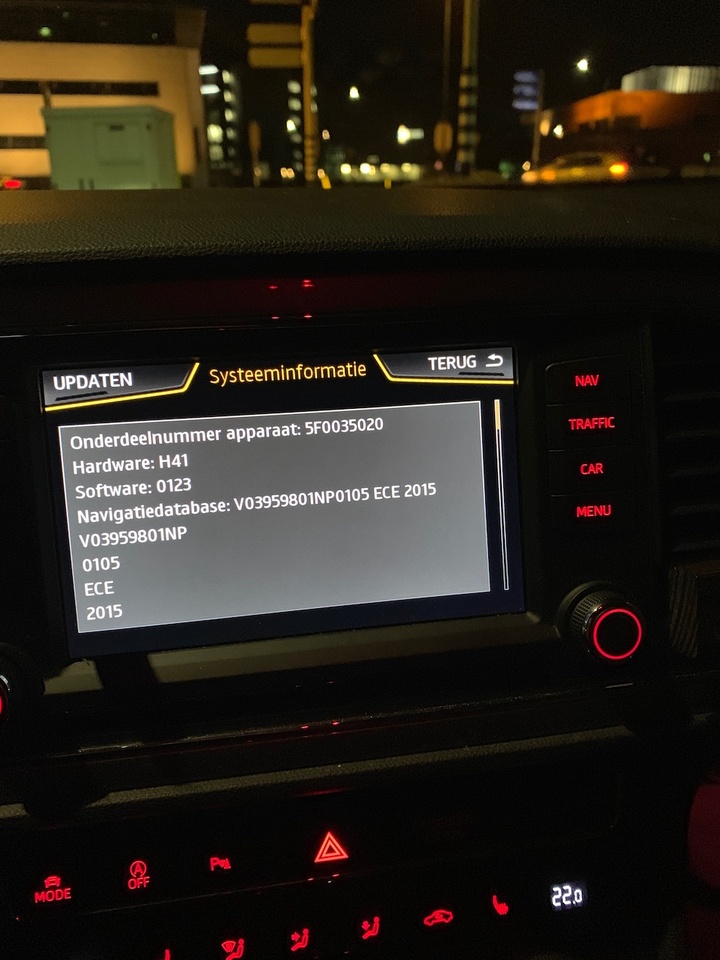 UPDATEN
Systeeminformatie
TERUG
Onderdeelnummer apparaat: 5F0035020
Hardware: H41
Software: 0123
Navigatiedatabase: V03959801NP0105 ECE 2015
V03959801NP
0105
ECE
2015
NAV
TRAFFIC
CAR
MENU
MODE
A
OFF
P
22.0